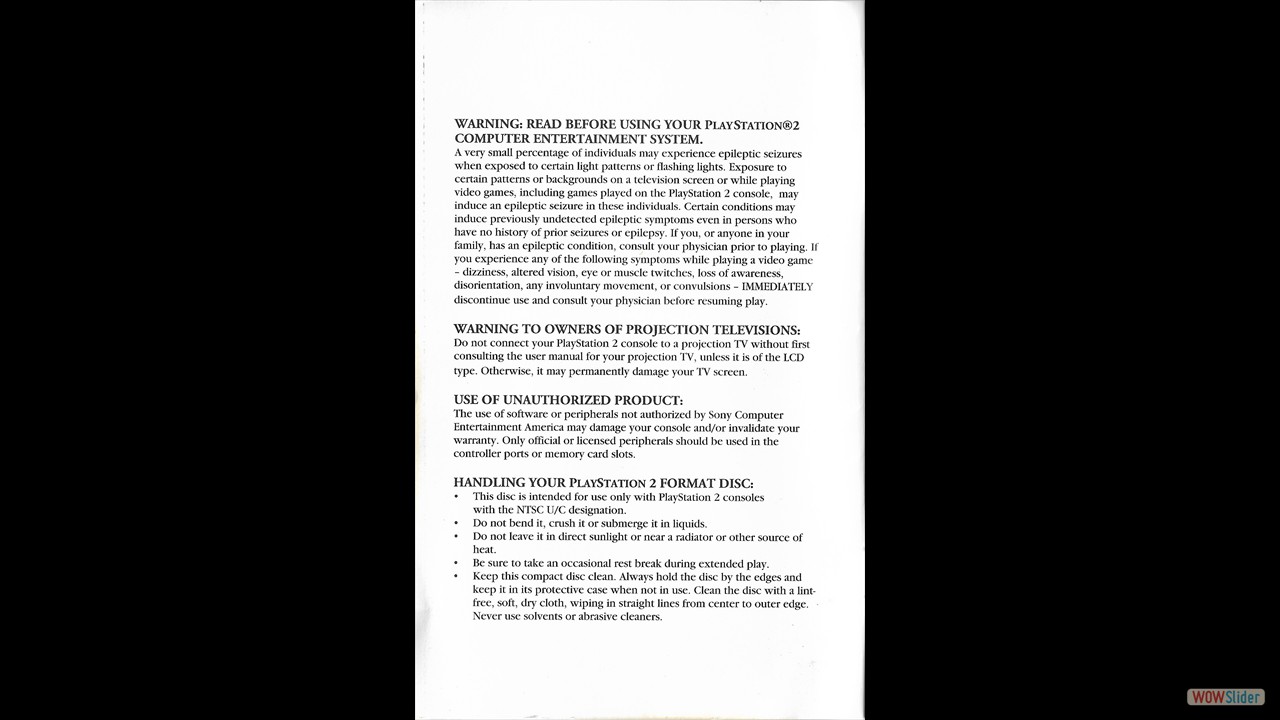 WARNING: READ BEFORE USING YOUR PLAYSTATION®2
COMPUTER ENTERTAINMENT SYSTEM.
A very small percentage of individuals may experience epileptic seizures
when exposed to certain light patterns or flashing lights. Exposure to
certain patterns or backgrounds on a television screen or while playing
video games, including games played on the PlayStation 2 console, may
induce an epileptic seizure in these individuals. Certain conditions may
induce previously undetected epileptic symptoms even in persons who
have no history of prior seizures or epilepsy. If you, or anyone in your
family, has an epileptic condition, consult your physician prior to playing. If
you experience any of the following symptoms while playing a video game
– dizziness, altered vision, eye or muscle twitches, loss of awareness,
disorientation, any involuntary movement, or convulsions – IMMEDIATELY
discontinue use and consult your physician before resuming play.
WARNING TO OWNERS OF PROJECTION TELEVISIONS:
Do not connect your PlayStation 2 console to a projection TV without first
consulting the user manual for your projection TV, unless it is of the LCD
type. Otherwise, it may permanently damage your TV screen.
USE OF UNAUTHORIZED PRODUCT:
The use of software or peripherals not authorized by Sony Computer
Entertainment America may damage your console and/or invalidate your
warranty. Only official or licensed peripherals should be used in the
controller ports or memory card slots.
HANDLING YOUR PLAYSTATION 2 FORMAT DISC:
• This disc is intended for use only with PlayStation 2 consoles
with the NTSC U/C designation.
• Do not bend it, crush it or submerge it in liquids.
• Do not leave it in direct sunlight or near a radiator or other source of
heat.
• Be sure to take an occasional rest break during extended play.
• Keep this compact disc clean. Always hold the disc by the edges and
keep it in its protective case when not in use. Clean the disc with a lint-
free, soft, dry cloth, wiping in straight lines from center to outer edge.
Never use solvents or abrasive cleaners.
WOWSlider